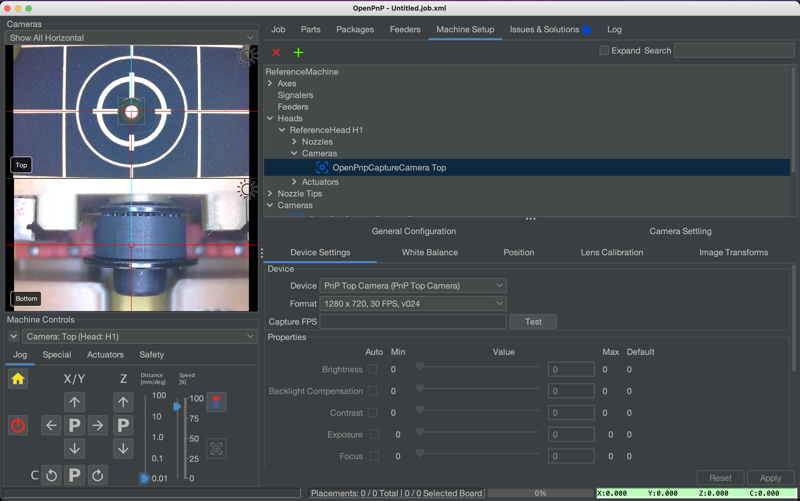 OpenPnP - Untitled.job.xml
Cameras
Show All Horizontal
Top
Bottom
Machine Controls
Camera: Top (Head: H1)
Jog Special Actuators Safety
X/Y Z
Distance
[mm/deg]
Speed
[%]
100
10
1.0
0.1
0.01
100
75
50
25
0
P P
C P
Job Parts Packages Feeders Machine Setup Issues & Solutions Log
Expand Search
ReferenceMachine
Axes
Signalers
Feeders
Heads
ReferenceHead H1
Nozzles
Cameras
OpenPnpCaptureCamera Top
Actuators
Nozzle Tips
Cameras
General Configuration Camera Settling
Device Settings White Balance Position Lens Calibration Image Transforms
Device
Device PnP Top Camera (PnP Top Camera)
Format 1280 x 720, 30 FPS, v024
Capture FPS Test
Properties
Auto Min Value Max Default
Brightness 0 0 0 0
Backlight Compensation 0 0 0 0
Contrast 0 0 0 0
Exposure 0 0 0 0
Focus 0 0 0 0
Reset Apply
Placements: 0 / 0 Total | 0 / 0 Selected Board 0% X:0.000 Y:0.000 Z:0.000 C:0.000